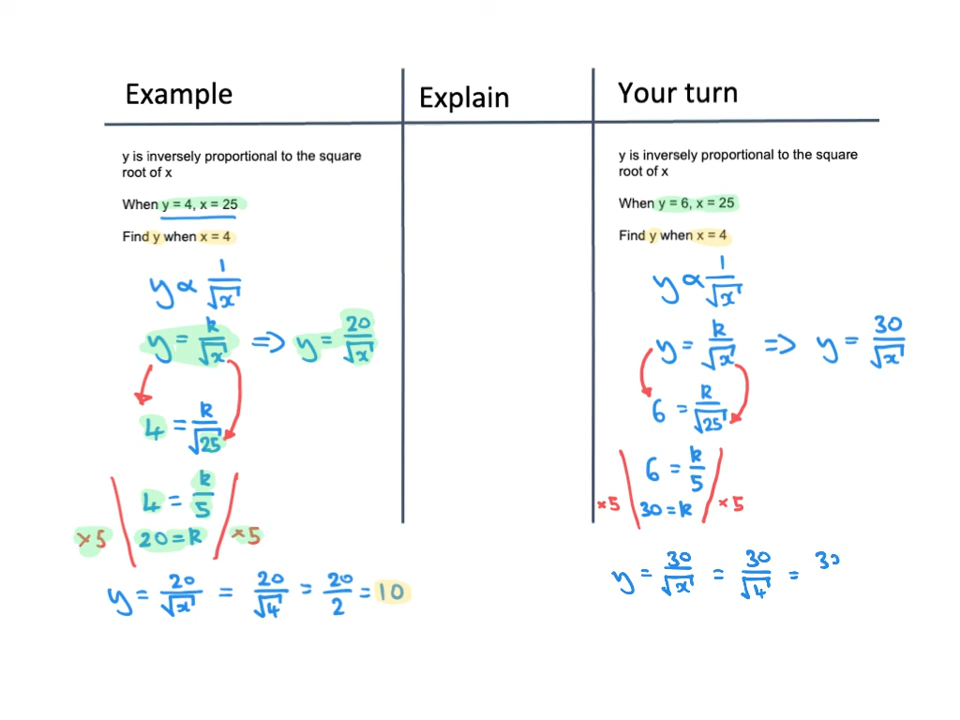 Example
y is inversely proportional to the square
root of x
When y = 4, x = 25
Find y when x = 4
y ∝ 1/√x
y = k/√x => y = 20/√x
4 = k/√25
4 = k/5
×5 20 = k ×5
y = 20/√x = 20/√4 = 20/2 = 10
Explain
Your turn
y is inversely proportional to the square
root of x
When y = 6, x = 25
Find y when x = 4
y ∝ 1/√x
y = k/√x => y = 30/√x
6 = k/√25
6 = k/5
×5 30 = k ×5
y = 30/√x = 30/√4 = 30